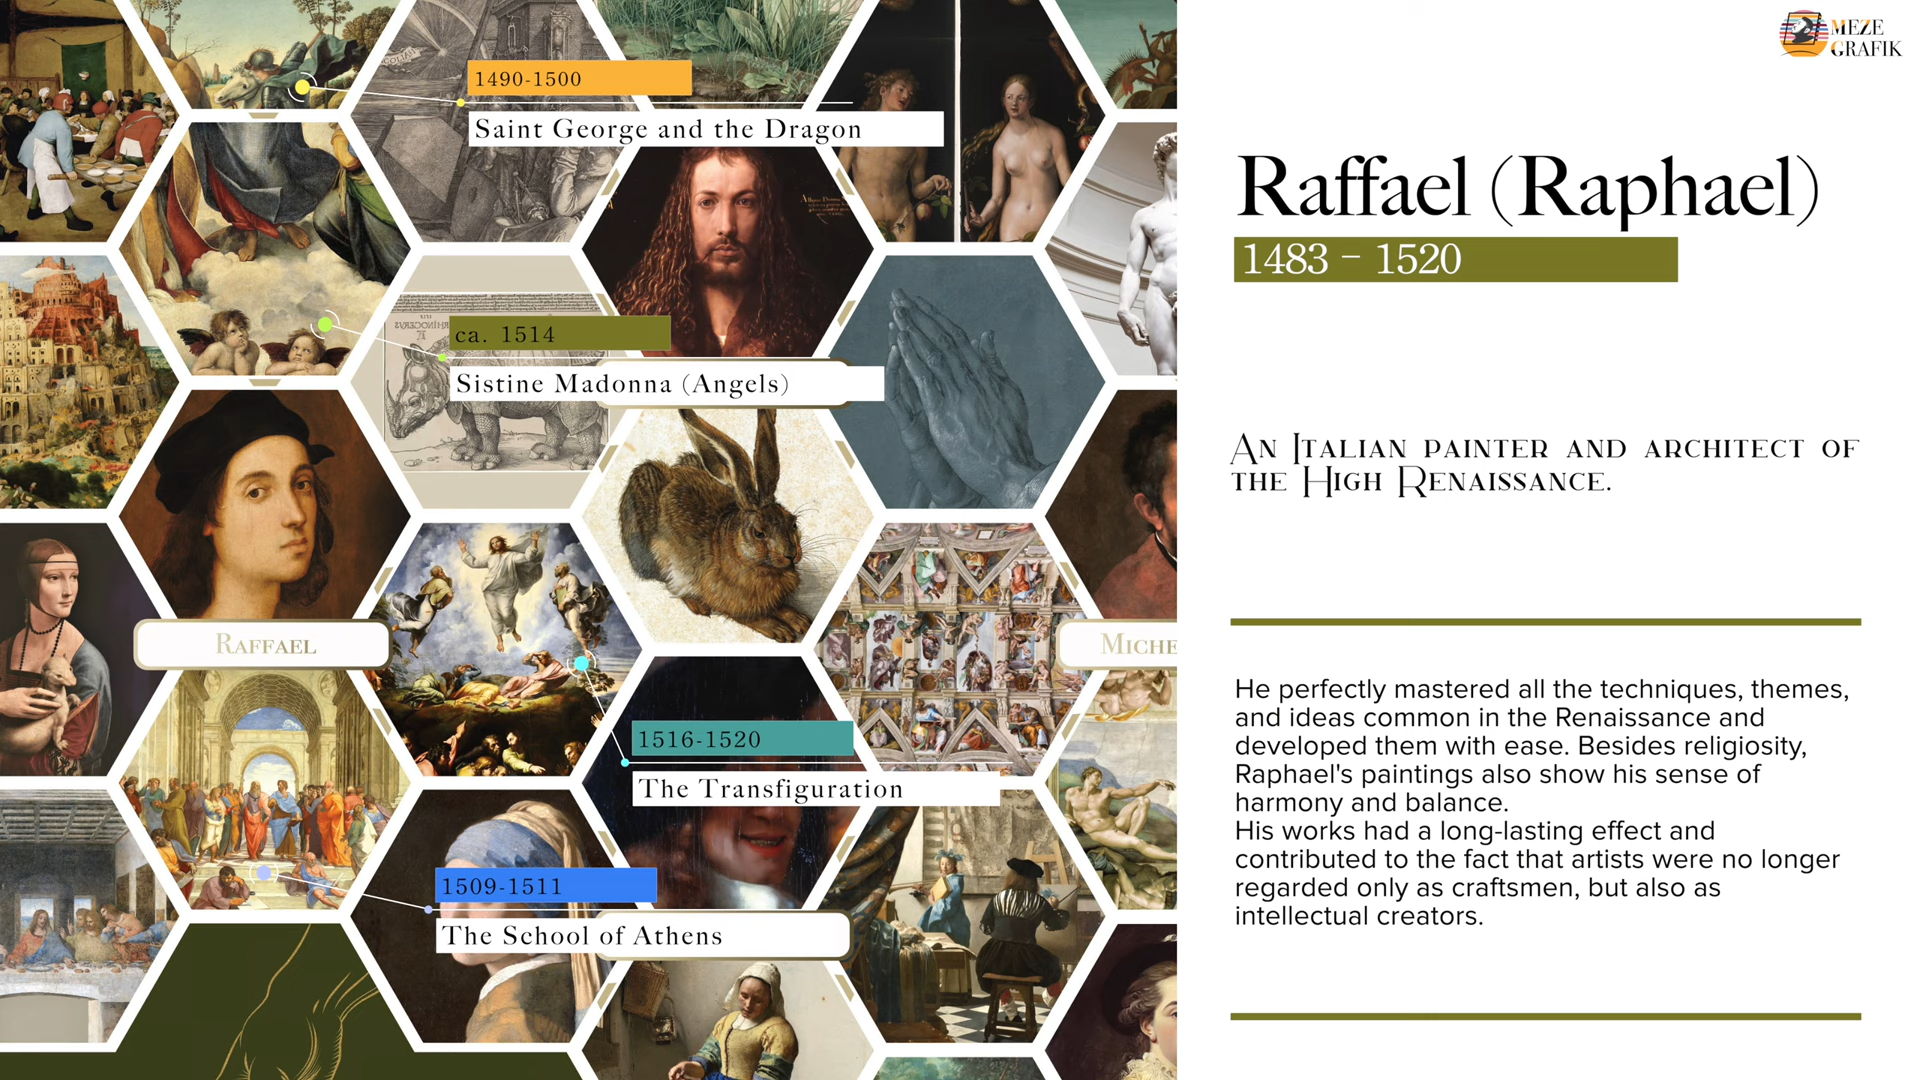 MEZE
GRAFIK
1490-1500
Saint George and the Dragon
ca. 1514
Sistine Madonna (Angels)
RAFFAEL
MICHE
1516-1520
The Transfiguration
1509-1511
The School of Athens
Raffael (Raphael)
1483 – 1520
An Italian painter and architect of
the High Renaissance.
He perfectly mastered all the techniques, themes,
and ideas common in the Renaissance and
developed them with ease. Besides religiosity,
Raphael's paintings also show his sense of
harmony and balance.
His works had a long-lasting effect and
contributed to the fact that artists were no longer
regarded only as craftsmen, but also as
intellectual creators.